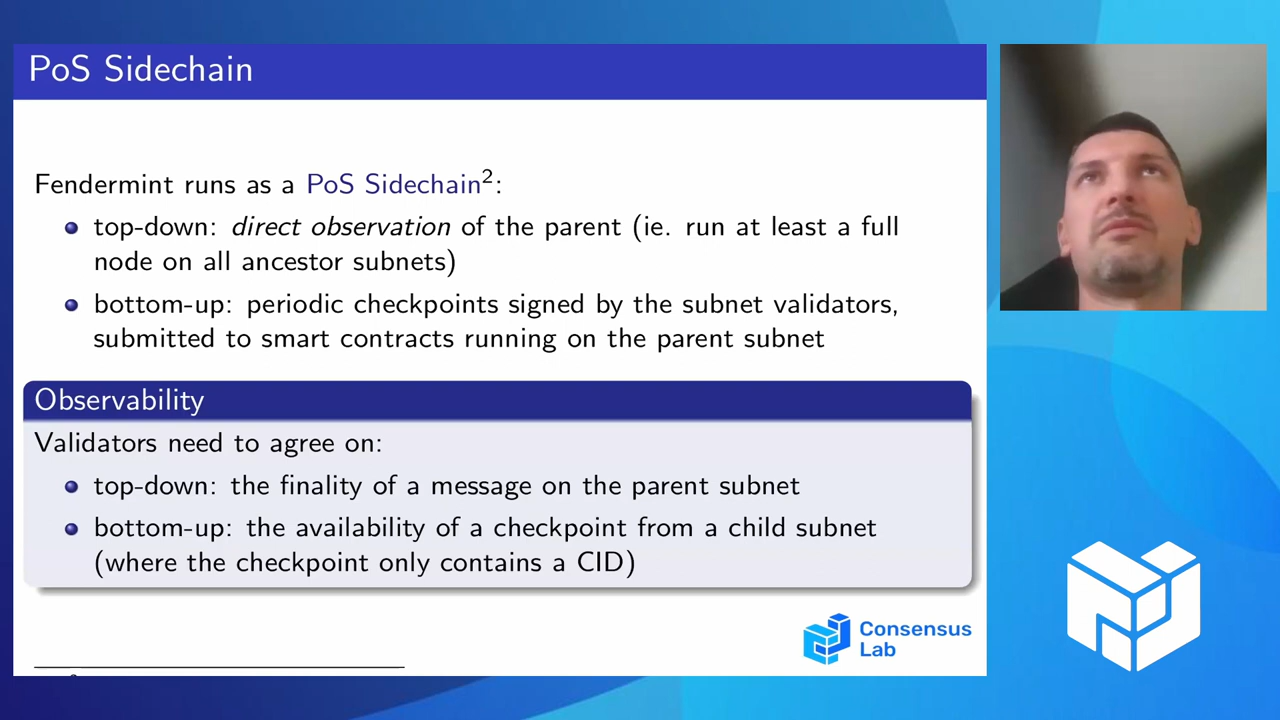 PoS Sidechain
Fendermint runs as a PoS Sidechain²:
top-down: direct observation of the parent (ie. run at least a full
node on all ancestor subnets)
bottom-up: periodic checkpoints signed by the subnet validators,
submitted to smart contracts running on the parent subnet
Observability
Validators need to agree on:
top-down: the finality of a message on the parent subnet
bottom-up: the availability of a checkpoint from a child subnet
(where the checkpoint only contains a CID)
Consensus
Lab